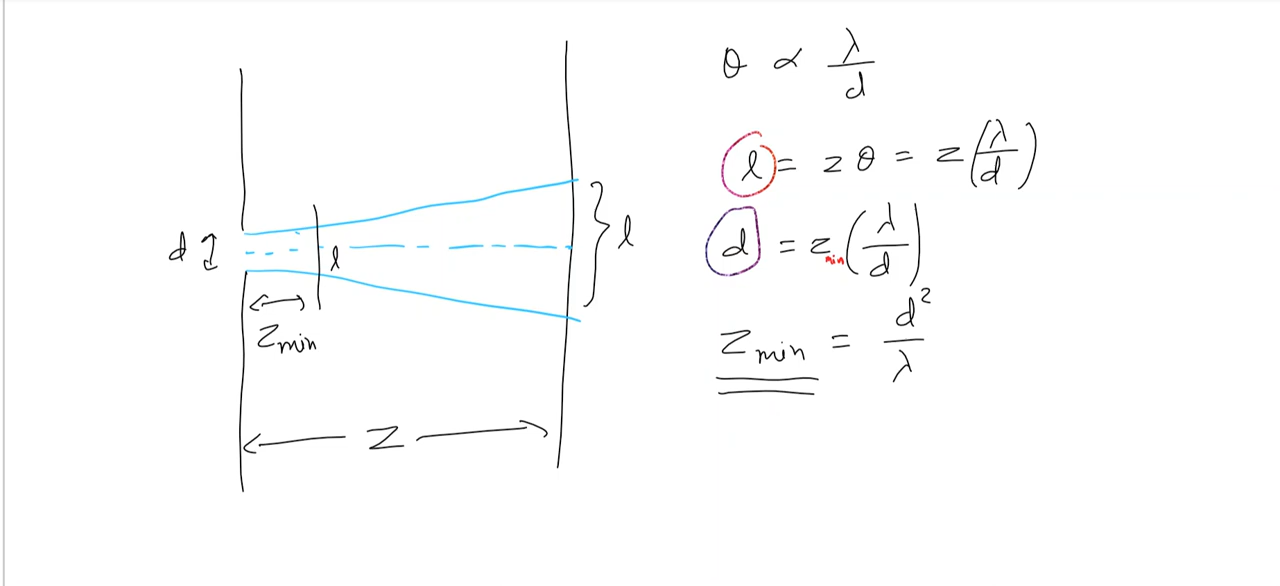 θ ∝ λ/d
l = zθ = z(λ/d)
d = z_min(λ/d)
z_min = d²/λ
d
l
l
z_min
z